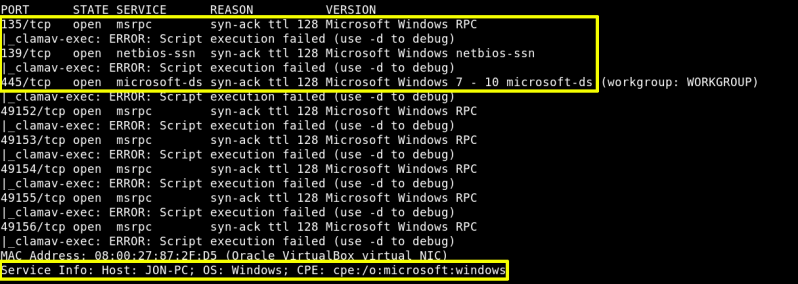 PORT STATE SERVICE REASON VERSION
135/tcp open msrpc syn-ack ttl 128 Microsoft Windows RPC
|_clamav-exec: ERROR: Script execution failed (use -d to debug)
139/tcp open netbios-ssn syn-ack ttl 128 Microsoft Windows netbios-ssn
|_clamav-exec: ERROR: Script execution failed (use -d to debug)
445/tcp open microsoft-ds syn-ack ttl 128 Microsoft Windows 7 - 10 microsoft-ds (workgroup: WORKGROUP)
|_clamav-exec: ERROR: Script execution failed (use -d to debug)
49152/tcp open msrpc syn-ack ttl 128 Microsoft Windows RPC
|_clamav-exec: ERROR: Script execution failed (use -d to debug)
49153/tcp open msrpc syn-ack ttl 128 Microsoft Windows RPC
|_clamav-exec: ERROR: Script execution failed (use -d to debug)
49154/tcp open msrpc syn-ack ttl 128 Microsoft Windows RPC
|_clamav-exec: ERROR: Script execution failed (use -d to debug)
49155/tcp open msrpc syn-ack ttl 128 Microsoft Windows RPC
|_clamav-exec: ERROR: Script execution failed (use -d to debug)
49156/tcp open msrpc syn-ack ttl 128 Microsoft Windows RPC
|_clamav-exec: ERROR: Script execution failed (use -d to debug)
MAC Address: 08:00:27:87:2F:D5 (Oracle VirtualBox virtual NIC)
Service Info: Host: JON-PC; OS: Windows; CPE: cpe:/o:microsoft:windows